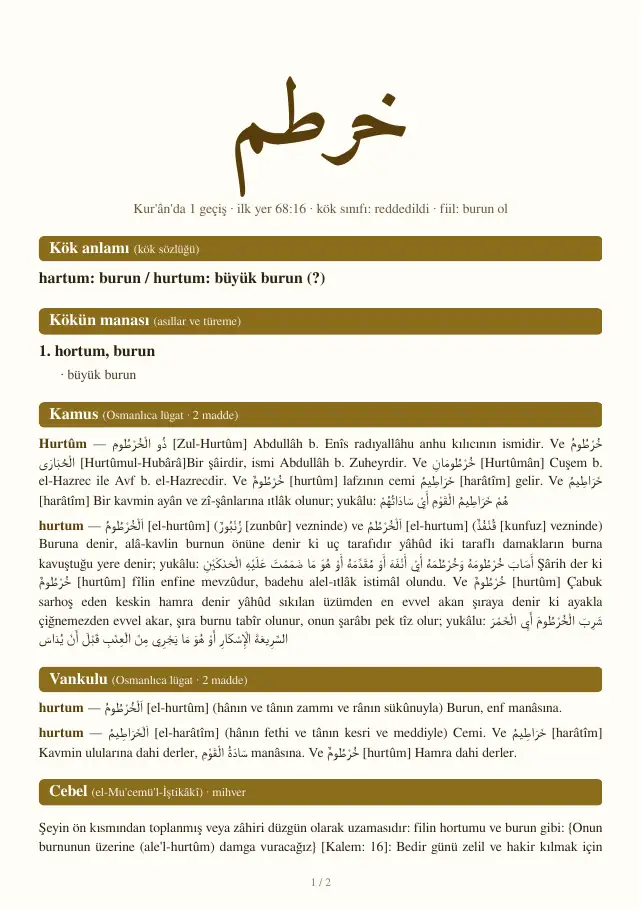 خرطم
Kur'ân'da 1 geçiş · ilk yer 68:16 · kök sınıfı: reddedildi · fiil: burun ol
Kök anlamı (kök sözlüğü)
hartum: burun / hurtum: büyük burun (?)
Kökün manası (asıllar ve türeme)
1. hortum, burun
· büyük burun
Kamus (Osmanlıca lügat · 2 madde)
Hurtûm — ذُو الْخُرْطُومِ [Zul-Hurtûm] Abdullâh b. Enîs radıyallâhu anhu kılıcının ismidir. Ve خُرْطُومُ
الْحُبَارَى [Hurtûmul-Hubârâ]Bir şâirdir, ismi Abdullâh b. Zuheyrdir. Ve خُرْطُومَانِ [Hurtûmân] Cuşem b.
el-Hazrec ile Avf b. el-Hazrecdir. Ve خُرْطُومٌ [hurtûm] lafzının cemi خَرَاطِيمُ [harâtîm] gelir. Ve خَرَاطِيمُ
[harâtîm] Bir kavmin ayân ve zî-şânlarına ıtlâk olunur; yukâlu: هُمْ خَرَاطِيمُ الْقَوْمِ أَيْ سَادَاتُهُمْ
hurtum — اَلْخُرْطُومُ [el-hurtûm] (زُنْبُورٌ [zunbûr] vezninde) ve اَلْخُرْطُمُ [el-hurtum] (قُنْفُذٌ [kunfuz] vezninde)
Buruna denir, alâ-kavlin burnun önüne denir ki uç tarafıdır yâhûd iki taraflı damakların burna
kavuştuğu yere denir; yukâlu: أَصَابَ خُرْطُومَهُ وَخُرْطُمَهُ أَيْ أَنْفَهُ أَوْ مُقَدَّمَهُ أَوْ هُوَ مَا ضَمَمْتَ عَلَيْهِ الْحَنَكَيْنِ Şârih der ki
خُرْطُومٌ [hurtûm] fîlin enfine mevzûdur, badehu alel-ıtlâk istimâl olundu. Ve خُرْطُومٌ [hurtûm] Çabuk
sarhoş eden keskin hamra denir yâhûd sıkılan üzümden en evvel akan şıraya denir ki ayakla
çiğnemezden evvel akar, şıra burnu tabîr olunur, onun şarâbı pek tîz olur; yukâlu: شَرِبَ الْخُرْطُومَ أَيِ الْخَمْرَ
السَّرِيعَةَ الْإِسْكَارِ أَوْ هُوَ مَا يَجْرِي مِنَ الْعِنَبِ قَبْلَ أَنْ يُدَاسَ
Vankulu (Osmanlıca lügat · 2 madde)
hurtum — اَلْخُرْطُومُ [el-hurtûm] (hânın ve tânın zammı ve rânın sükûnuyla) Burun, enf manâsına.
hurtum — اَلْخَرَاطِيمُ [el-harâtîm] (hânın fethi ve tânın kesri ve meddiyle) Cemi. Ve خَرَاطِيمُ [harâtîm]
Kavmin ulularına dahi derler, سَادَةُ الْقَوْمِ manâsına. Ve خُرْطُومٌ [hurtûm] Hamra dahi derler.
Cebel (el-Mu'cemü'l-İştikâkî) · mihver
Şeyin ön kısmından toplanmış veya zâhiri düzgün olarak uzamasıdır: filin hortumu ve burun gibi: {Onun
burnunun üzerine (ale'l-hurtûm) damga vuracağız} [Kalem: 16]: Bedir günü zelil ve hakir kılmak için
1 / 2